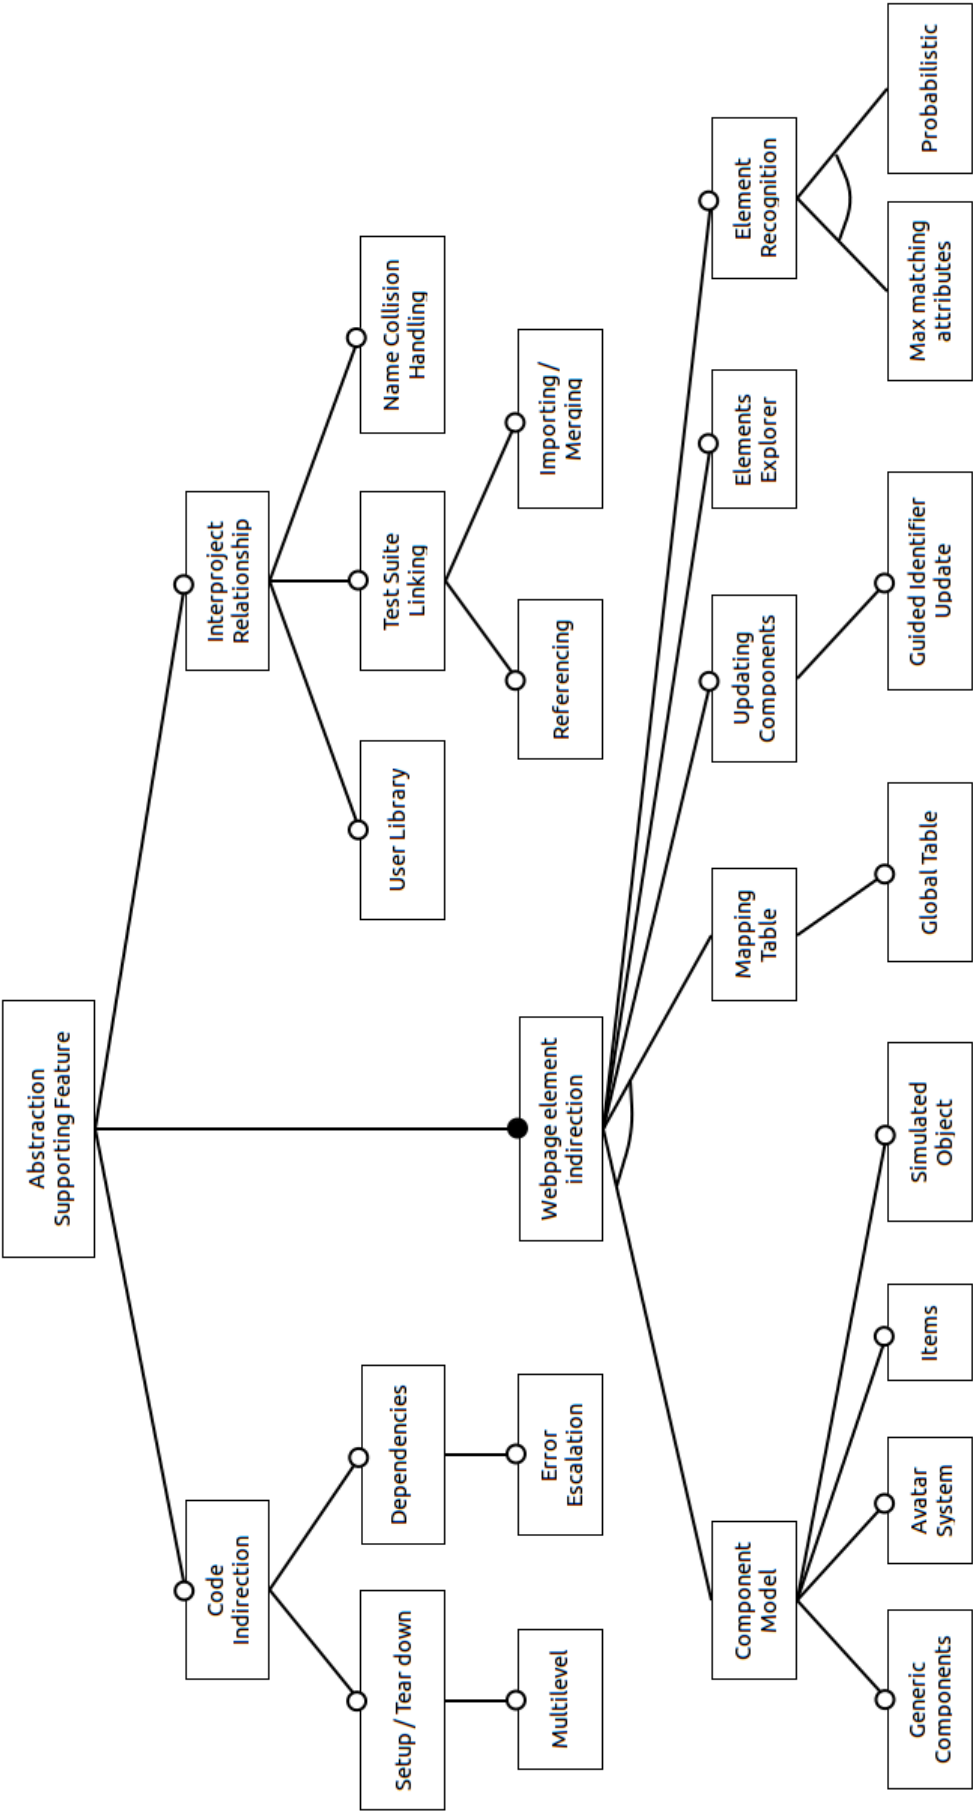 Abstraction
Supporting Feature
Code
Indirection
Interproject
Relationship
Setup / Tear down
Dependencies
User Library
Test Suite
Linking
Name Collision
Handling
Multilevel
Error
Escalation
Webpage element
indirection
Referencing
Importing /
Merging
Component
Model
Mapping
Table
Updating
Components
Elements
Explorer
Element
Recognition
Generic
Components
Avatar
System
Items
Simulated
Object
Global Table
Guided Identifier
Update
Max matching
attributes
Probabilistic